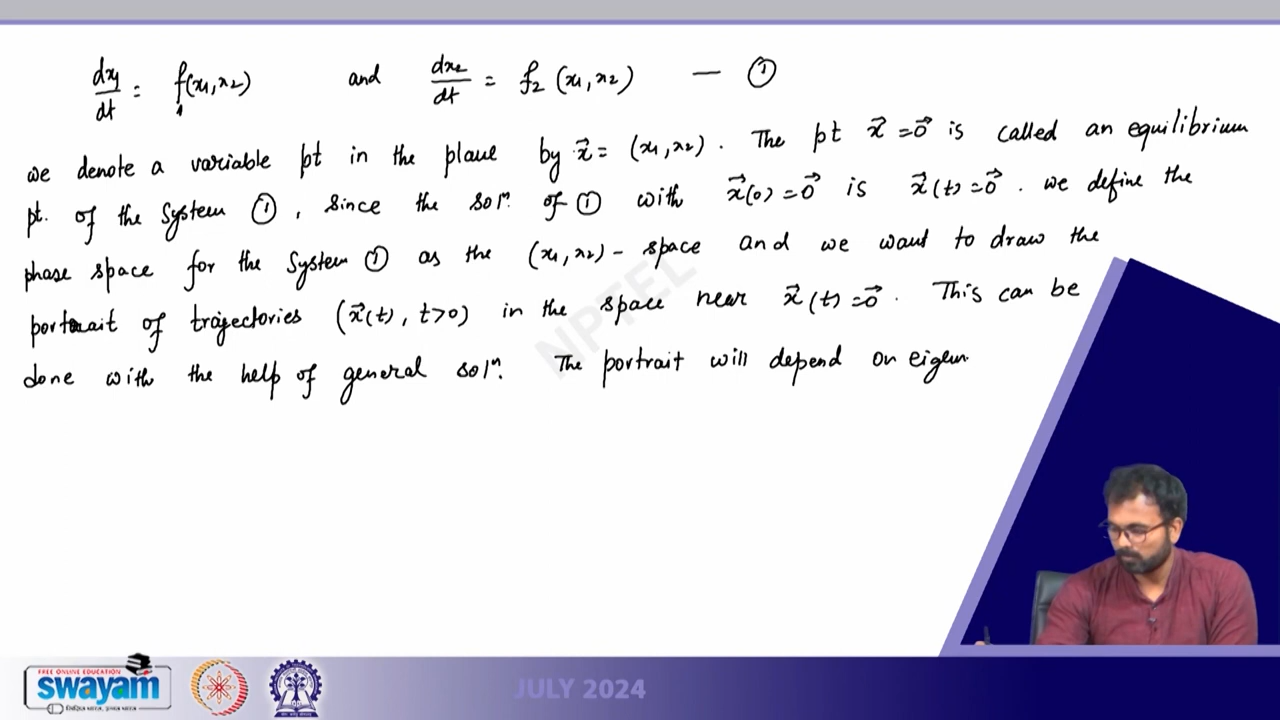 dx₁/dt = f₁(x₁,x₂) and dx₂/dt = f₂(x₁,x₂) — ①
we denote a variable pt in the plane by x⃗ = (x₁,x₂). The pt x⃗ = 0⃗ is called an equilibrium
pt. of the system ①, since the solⁿ. of ① with x⃗(0) = 0⃗ is x⃗(t) = 0⃗. we define the
phase space for the system ① as the (x₁,x₂)-space and we want to draw the
portrait of trajectories (x⃗(t), t>0) in the space near x⃗(t) = 0⃗. This can be
done with the help of general solⁿ. The portrait will depend on eigen
NPTEL
FREE ONLINE EDUCATION
swayam
JULY 2024